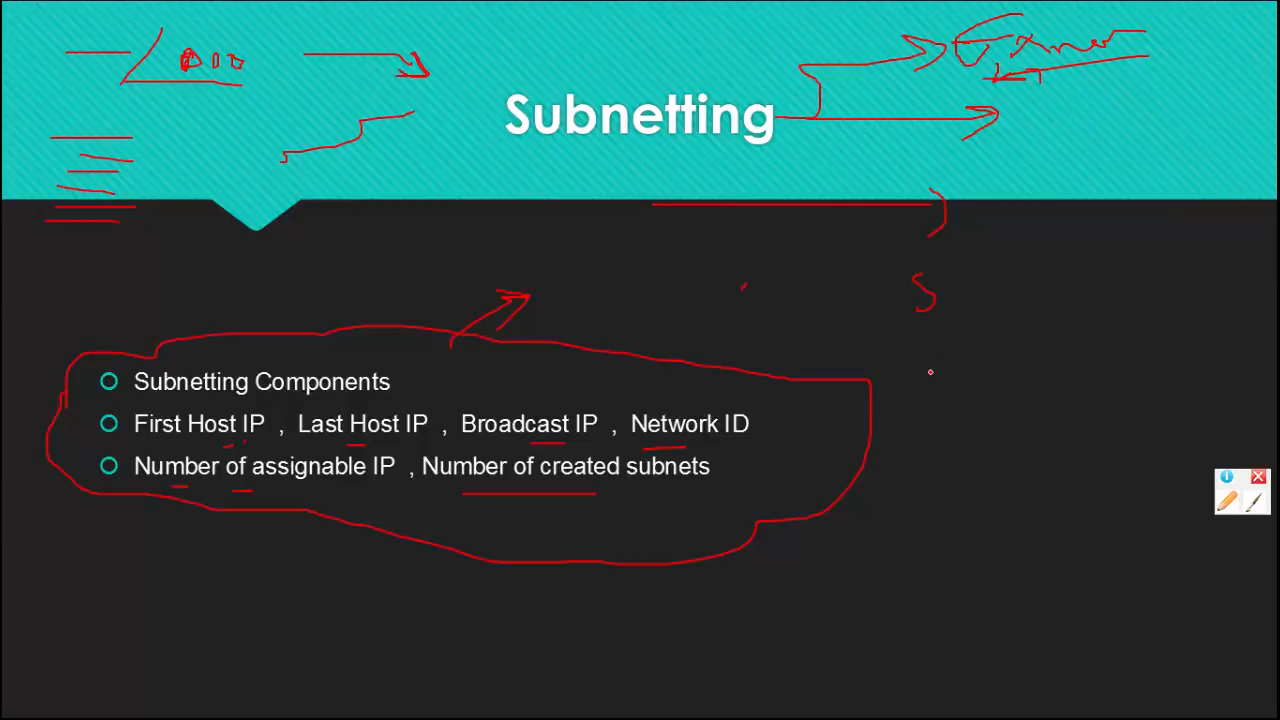 Subnetting
Subnetting Components
First Host IP , Last Host IP , Broadcast IP , Network ID
Number of assignable IP , Number of created subnets
S